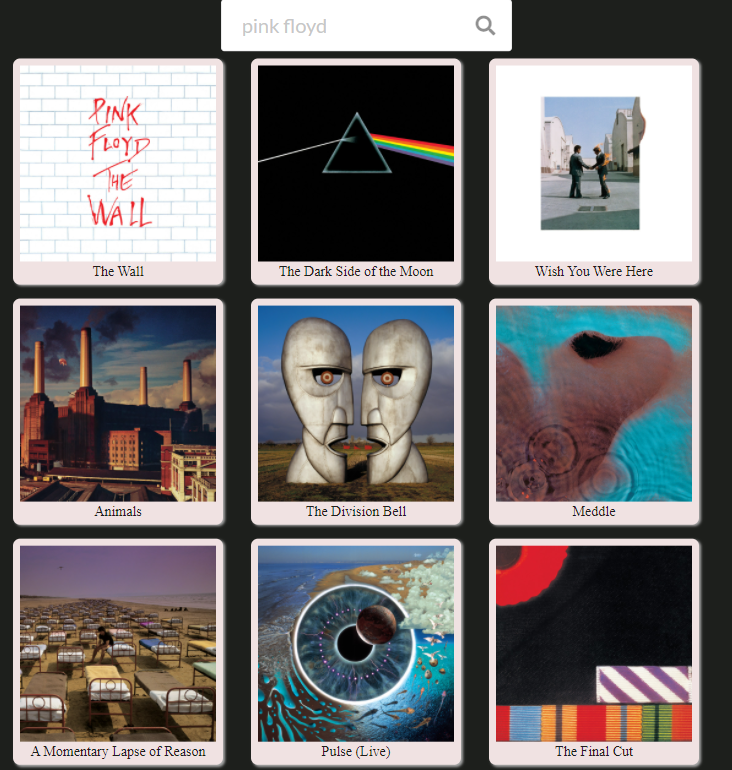 pink floyd
PINK
FLOYD
THE
WALL
The Wall
The Dark Side of the Moon
Wish You Were Here
Animals
The Division Bell
Meddle
A Momentary Lapse of Reason
Pulse (Live)
The Final Cut